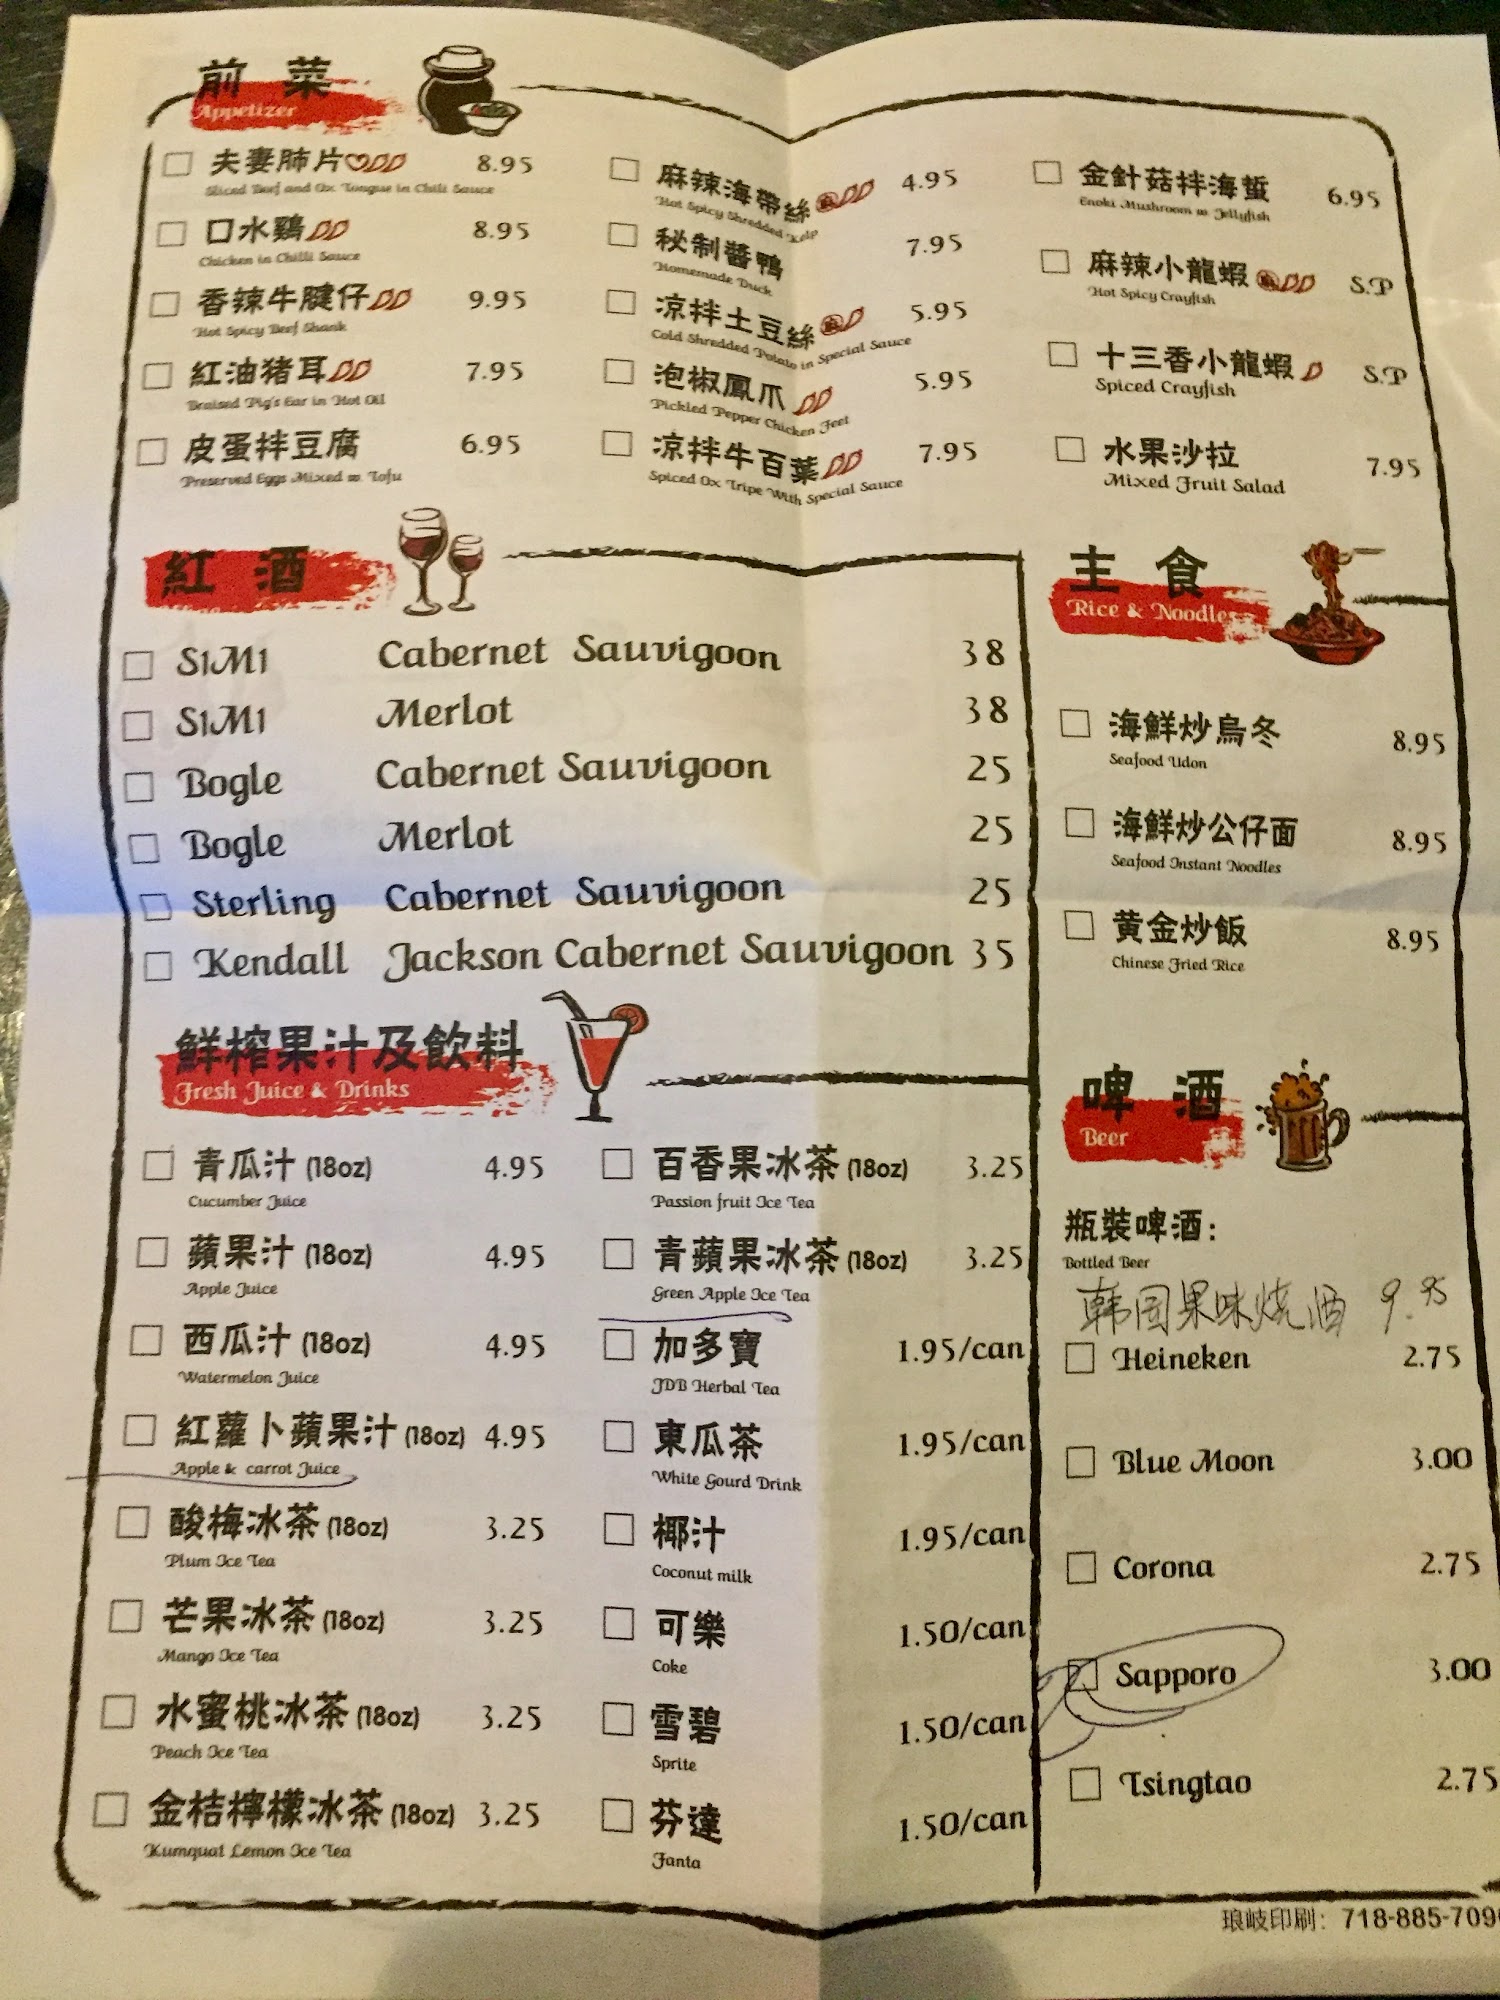 前菜
Appetizer
夫妻肺片 8.95
Sliced Beef and Ox Tongue in Chili Sauce
口水鷄 8.95
Chicken in Chilli Sauce
香辣牛腱仔 9.95
Hot Spicy Beef Shank
紅油猪耳 7.95
Braised Pig's Ear in Hot Oil
皮蛋拌豆腐 6.95
Preserved Eggs Mixed w. Tofu
麻辣海帶絲 麻 4.95
Hot Spicy Shredded Kelp
秘制醬鴨 7.95
Homemade Duck
凉拌土豆絲 麻 5.95
Cold Shredded Potato in Special Sauce
泡椒鳳爪 5.95
Pickled Pepper Chicken Feet
凉拌牛百葉 7.95
Spiced Ox Tripe With Special Sauce
金針菇拌海蜇 6.95
Enoki Mushroom w Jellyfish
麻辣小龍蝦 麻 S.P
Hot Spicy Crayfish
十三香小龍蝦 S.P
Spiced Crayfish
水果沙拉 7.95
Mixed Fruit Salad
紅酒
SIMI Cabernet Sauvigoon 38
SIMI Merlot 38
Bogle Cabernet Sauvigoon 25
Bogle Merlot 25
Sterling Cabernet Sauvigoon 25
Kendall Jackson Cabernet Sauvigoon 35
主食
Rice & Noodles
海鮮炒烏冬 8.95
Seafood Udon
海鮮炒公仔面 8.95
Seafood Instant Noodles
黄金炒飯 8.95
Chinese Fried Rice
鮮榨果汁及飲料
Fresh Juice & Drinks
青瓜汁 (18oz) 4.95
Cucumber Juice
蘋果汁 (18oz) 4.95
Apple Juice
西瓜汁 (18oz) 4.95
Watermelon Juice
紅蘿卜蘋果汁 (18oz) 4.95
Apple & carrot Juice
酸梅冰茶 (18oz) 3.25
Plum Ice Tea
芒果冰茶 (18oz) 3.25
Mango Ice Tea
水蜜桃冰茶 (18oz) 3.25
Peach Ice Tea
金桔檸檬冰茶 (18oz) 3.25
Kumquat Lemon Ice Tea
百香果冰茶 (18oz) 3.25
Passion fruit Ice Tea
青蘋果冰茶 (18oz) 3.25
Green Apple Ice Tea
加多寶 1.95/can
JDB Herbal Tea
東瓜茶 1.95/can
White Gourd Drink
椰汁 1.95/can
Coconut milk
可樂 1.50/can
Coke
雪碧 1.50/can
Sprite
芬達 1.50/can
Fanta
啤酒
Beer
瓶裝啤酒：
Bottled Beer
韩国果味烧酒 9.95
Heineken 2.75
Blue Moon 3.00
Corona 2.75
Sapporo 3.00
Tsingtao 2.75
琅岐印刷：718-885-709